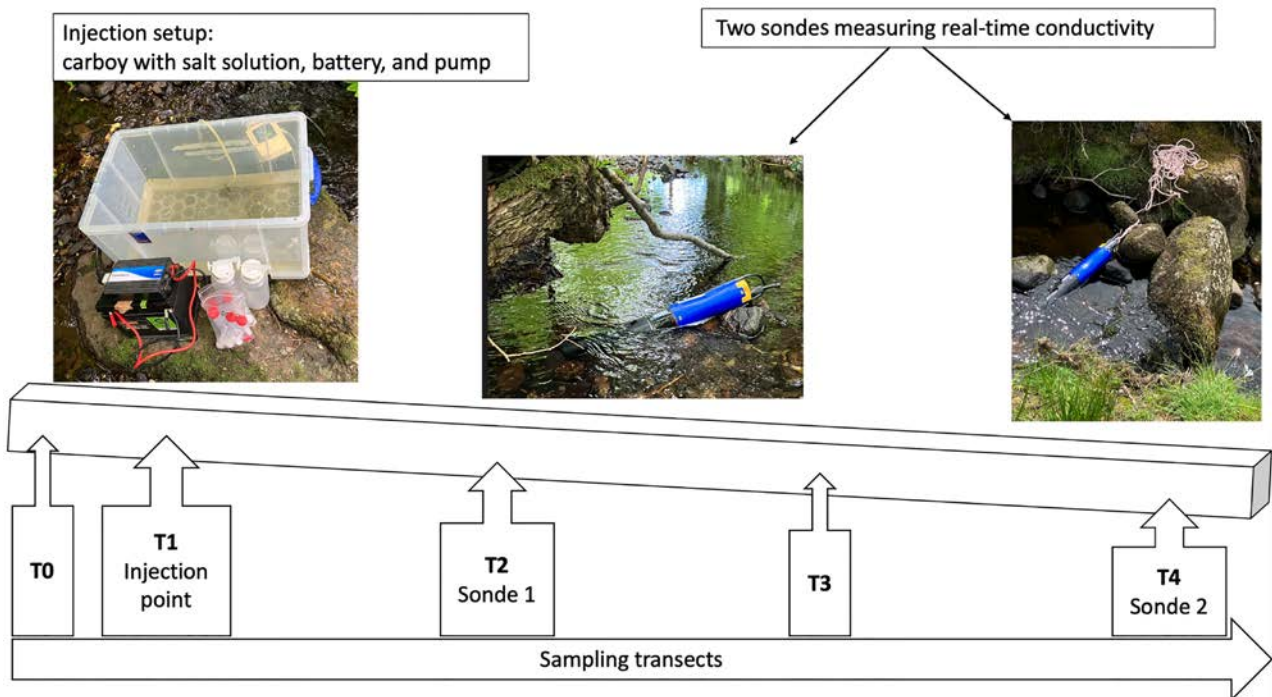 Injection setup:
carboy with salt solution, battery, and pump
Two sondes measuring real-time conductivity
T0
T1
Injection
point
T2
Sonde 1
T3
T4
Sonde 2
Sampling transects